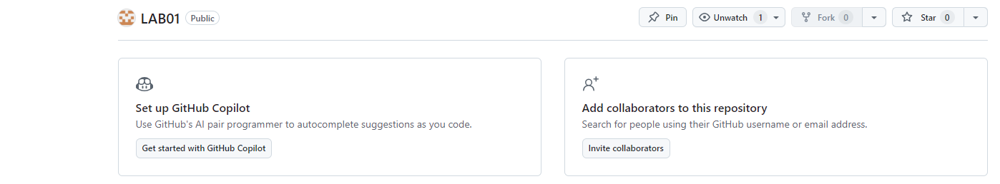 LAB01 Public Pin Unwatch 1 Fork 0 Star 0
Set up GitHub Copilot
Use GitHub's AI pair programmer to autocomplete suggestions as you code.
Get started with GitHub Copilot
Add collaborators to this repository
Search for people using their GitHub username or email address.
Invite collaborators